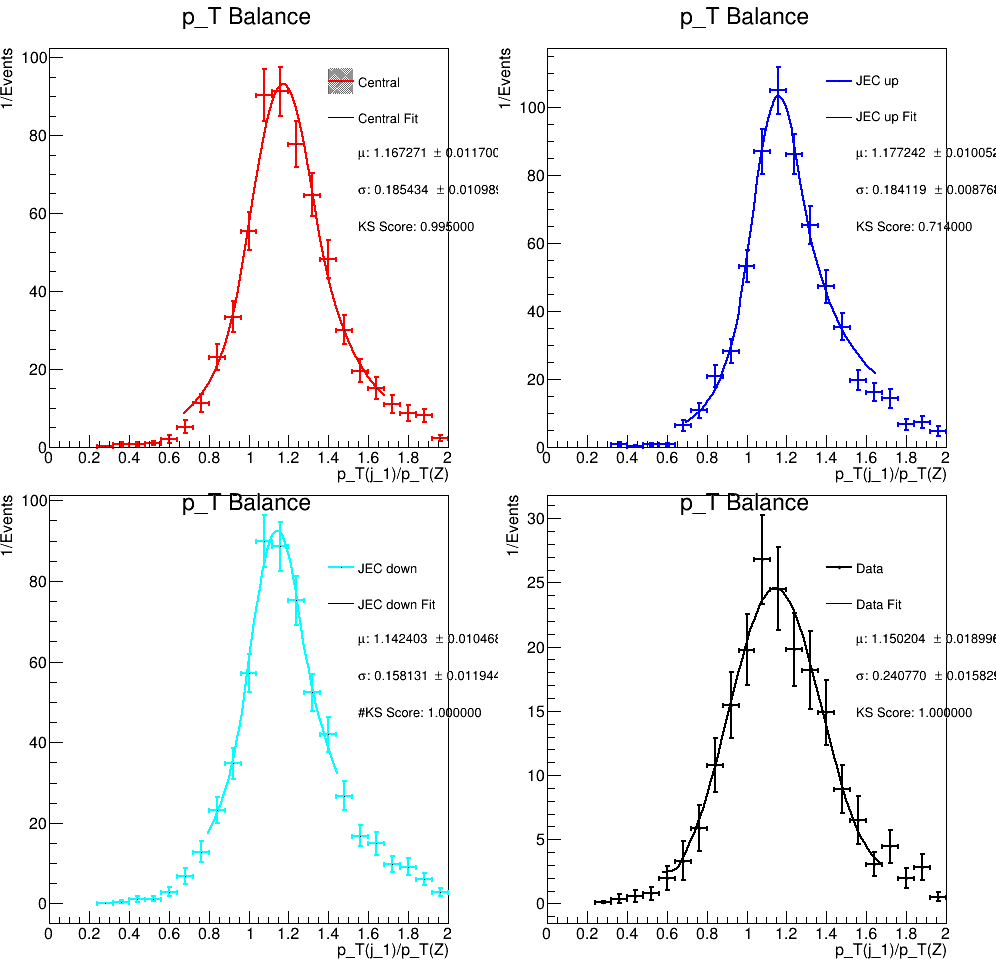 p_T Balance
1/Events
100
80
60
40
20
0
0 0.2 0.4 0.6 0.8 1 1.2 1.4 1.6 1.8 2
p_T(j_1)/p_T(Z)
Central
Central Fit
μ: 1.167271 ± 0.011700
σ: 0.185434 ± 0.010989
KS Score: 0.995000
p_T Balance
1/Events
100
80
60
40
20
0
0 0.2 0.4 0.6 0.8 1 1.2 1.4 1.6 1.8 2
p_T(j_1)/p_T(Z)
JEC up
JEC up Fit
μ: 1.177242 ± 0.010052
σ: 0.184119 ± 0.008768
KS Score: 0.714000
p_T Balance
1/Events
100
80
60
40
20
0
0 0.2 0.4 0.6 0.8 1 1.2 1.4 1.6 1.8 2
p_T(j_1)/p_T(Z)
JEC down
JEC down Fit
μ: 1.142403 ± 0.010468
σ: 0.158131 ± 0.011944
#KS Score: 1.000000
p_T Balance
1/Events
30
25
20
15
10
5
0
0 0.2 0.4 0.6 0.8 1 1.2 1.4 1.6 1.8 2
p_T(j_1)/p_T(Z)
Data
Data Fit
μ: 1.150204 ± 0.018996
σ: 0.240770 ± 0.015829
KS Score: 1.000000